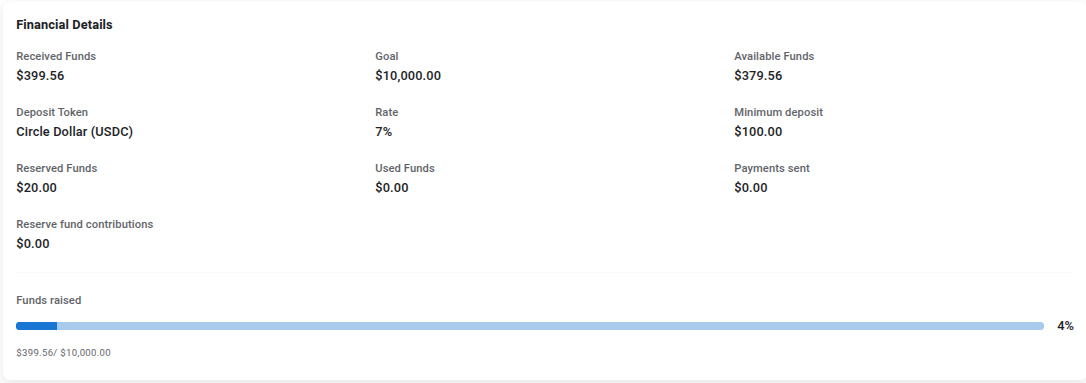 Financial Details
Received Funds
$399.56
Goal
$10,000.00
Available Funds
$379.56
Deposit Token
Circle Dollar (USDC)
Rate
7%
Minimum deposit
$100.00
Reserved Funds
$20.00
Used Funds
$0.00
Payments sent
$0.00
Reserve fund contributions
$0.00
Funds raised
4%
$399.56/ $10,000.00